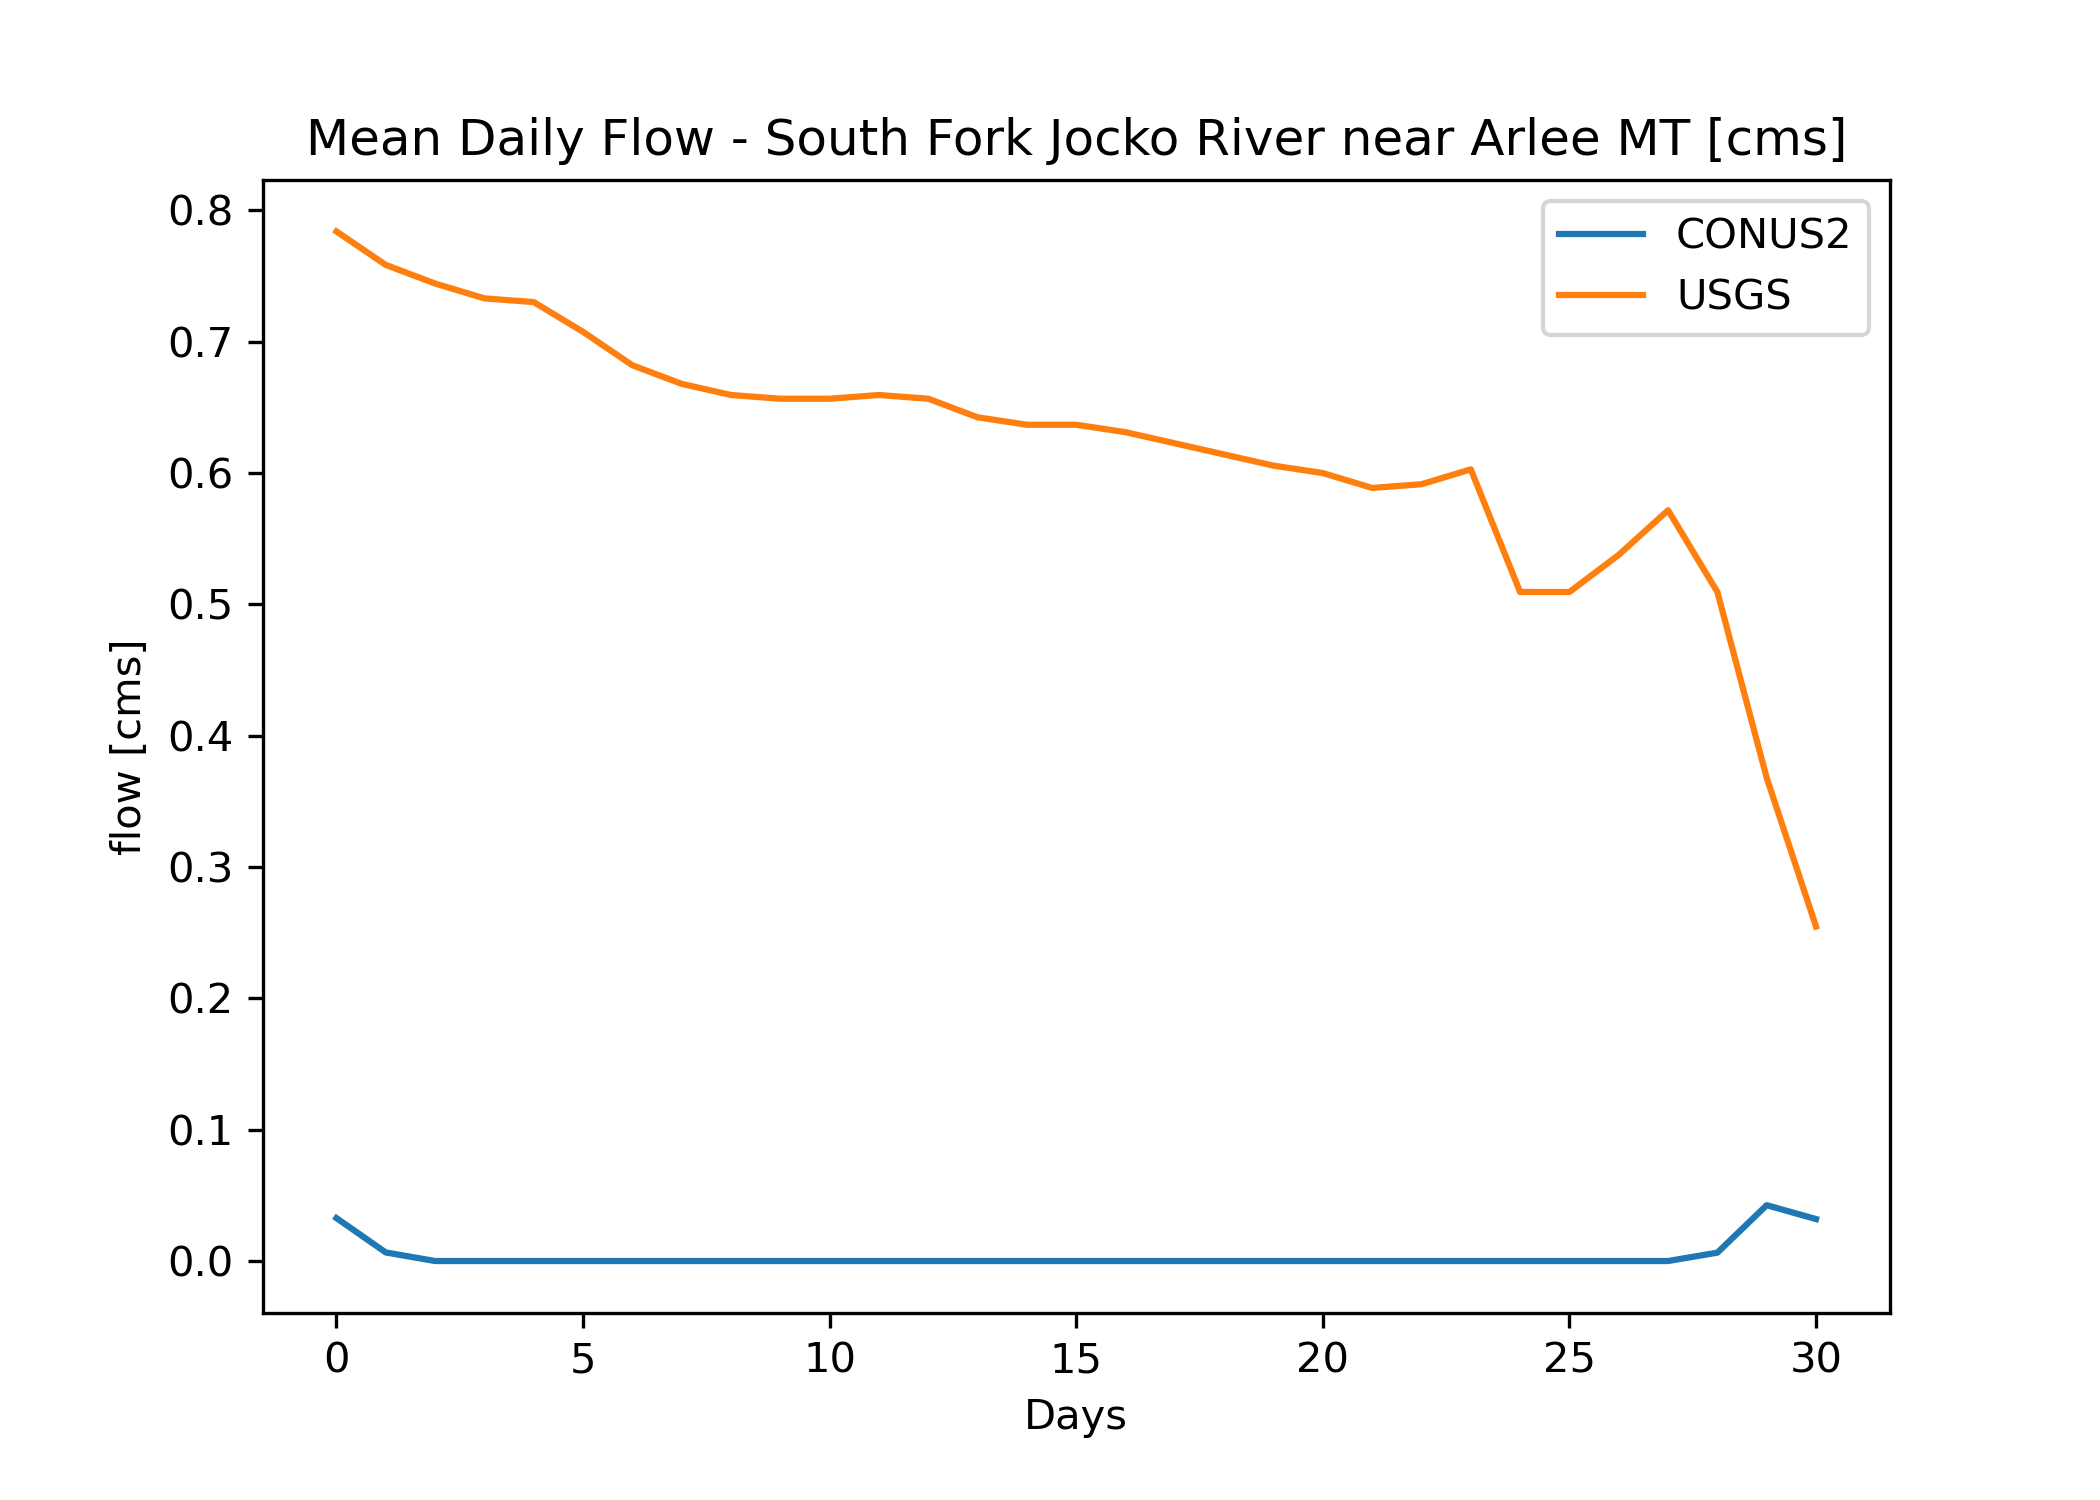 Mean Daily Flow - South Fork Jocko River near Arlee MT [cms]
CONUS2
USGS
flow [cms]
0.8
0.7
0.6
0.5
0.4
0.3
0.2
0.1
0.0
0 5 10 15 20 25 30
Days